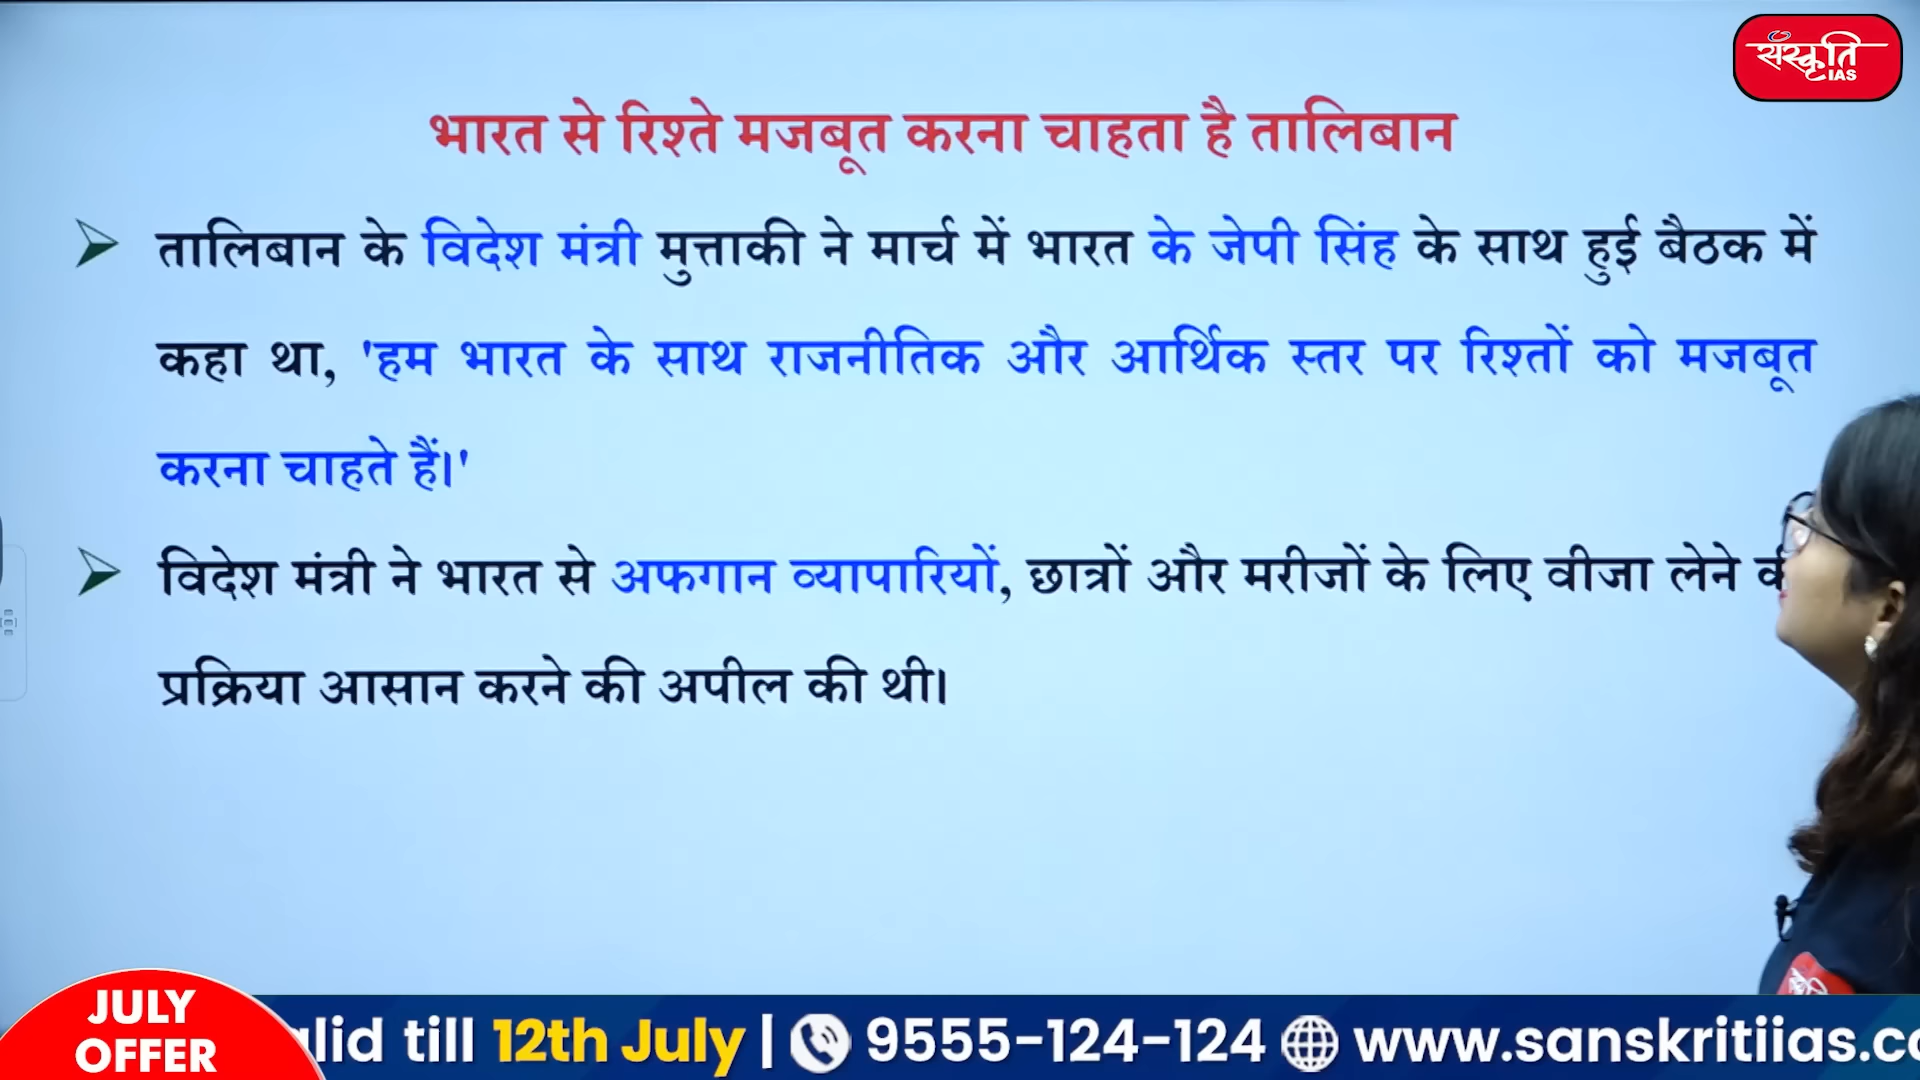 संस्कृति
IAS
भारत से रिश्ते मजबूत करना चाहता है तालिबान
तालिबान के विदेश मंत्री मुत्ताकी ने मार्च में भारत के जेपी सिंह के साथ हुई बैठक में
कहा था, 'हम भारत के साथ राजनीतिक और आर्थिक स्तर पर रिश्तों को मजबूत
करना चाहते हैं।'
विदेश मंत्री ने भारत से अफगान व्यापारियों, छात्रों और मरीजों के लिए वीजा लेने
प्रक्रिया आसान करने की अपील की थी।
JULY
OFFER
till 12th July | 9555-124-124 www.sanskritiias.c